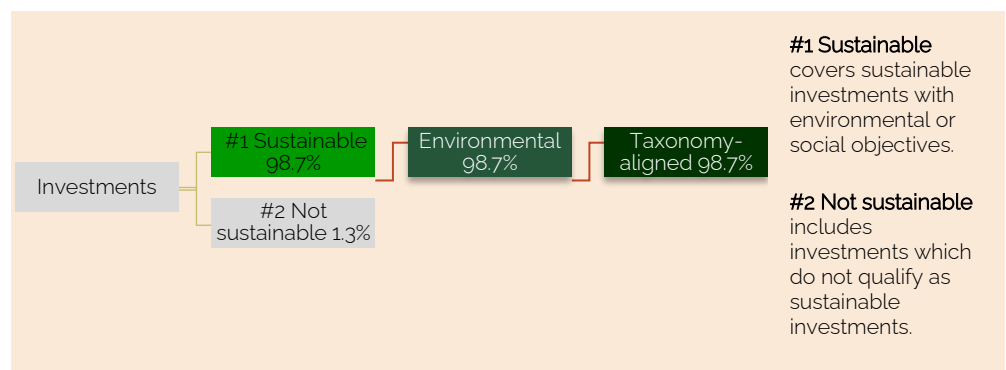 Investments
#1 Sustainable
98.7%
#2 Not
sustainable 1.3%
Environmental
98.7%
Taxonomy-
aligned 98.7%
#1 Sustainable
covers sustainable
investments with
environmental or
social objectives.
#2 Not sustainable
includes
investments which
do not qualify as
sustainable
investments.